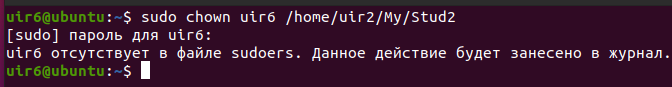 uir6@ubuntu:~$ sudo chown uir6 /home/uir2/My/Stud2
[sudo] пароль для uir6:
uir6 отсутствует в файле sudoers. Данное действие будет занесено в журнал.
uir6@ubuntu:~$